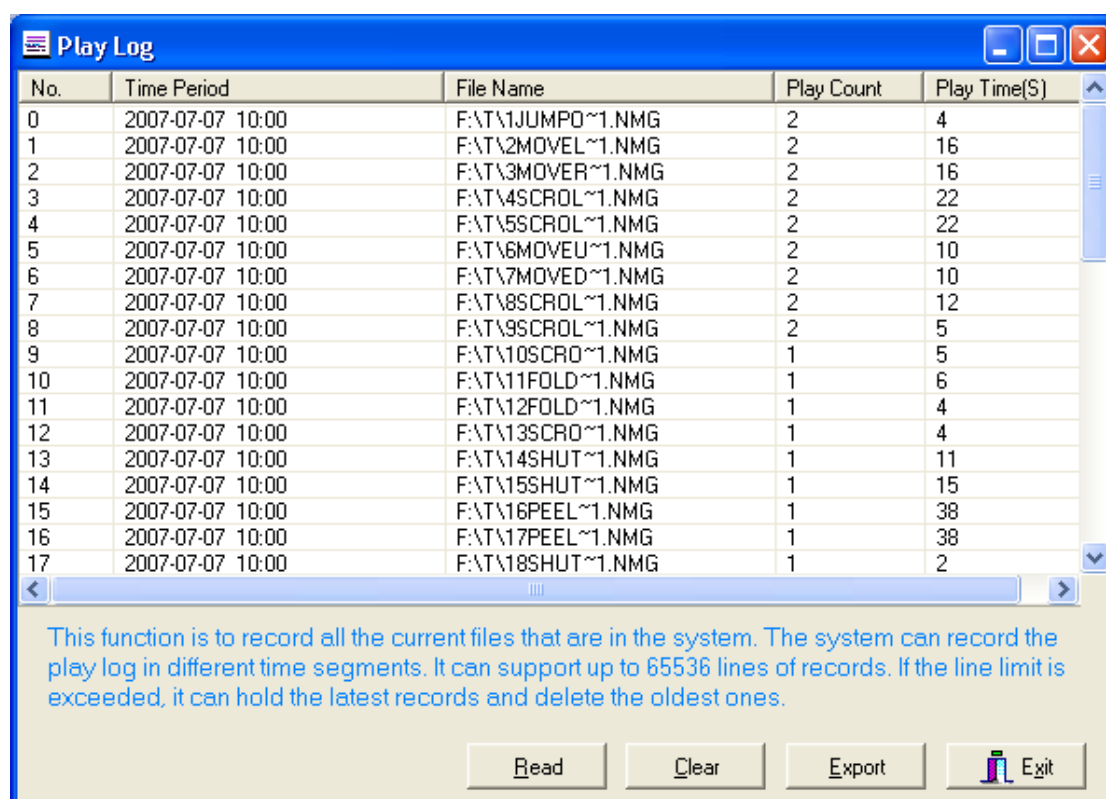 Play Log
No. Time Period File Name Play Count Play Time(S)
0 2007-07-07 10:00 F:\T\1JUMPO~1.NMG 2 4
1 2007-07-07 10:00 F:\T\2MOVEL~1.NMG 2 16
2 2007-07-07 10:00 F:\T\3MOVER~1.NMG 2 16
3 2007-07-07 10:00 F:\T\4SCROL~1.NMG 2 22
4 2007-07-07 10:00 F:\T\5SCROL~1.NMG 2 22
5 2007-07-07 10:00 F:\T\6MOVEU~1.NMG 2 10
6 2007-07-07 10:00 F:\T\7MOVED~1.NMG 2 10
7 2007-07-07 10:00 F:\T\8SCROL~1.NMG 2 12
8 2007-07-07 10:00 F:\T\9SCROL~1.NMG 2 5
9 2007-07-07 10:00 F:\T\10SCRO~1.NMG 1 5
10 2007-07-07 10:00 F:\T\11FOLD~1.NMG 1 6
11 2007-07-07 10:00 F:\T\12FOLD~1.NMG 1 4
12 2007-07-07 10:00 F:\T\13SCRO~1.NMG 1 4
13 2007-07-07 10:00 F:\T\14SHUT~1.NMG 1 11
14 2007-07-07 10:00 F:\T\15SHUT~1.NMG 1 15
15 2007-07-07 10:00 F:\T\16PEEL~1.NMG 1 38
16 2007-07-07 10:00 F:\T\17PEEL~1.NMG 1 38
17 2007-07-07 10:00 F:\T\18SHUT~1.NMG 1 2
This function is to record all the current files that are in the system. The system can record the
play log in different time segments. It can support up to 65536 lines of records. If the line limit is
exceeded, it can hold the latest records and delete the oldest ones.
Read Clear Export Exit